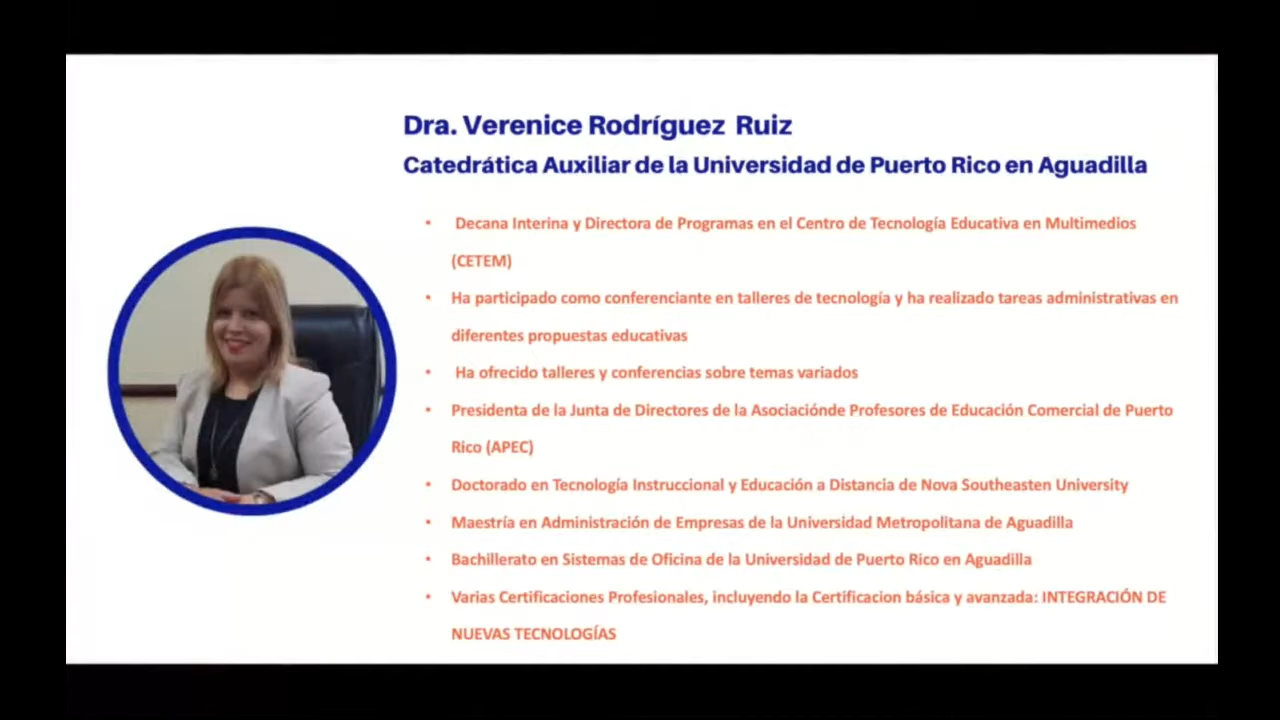 Dra. Verenice Rodríguez Ruiz
Catedrática Auxiliar de la Universidad de Puerto Rico en Aguadilla
• Decana Interina y Directora de Programas en el Centro de Tecnología Educativa en Multimedios
(CETEM)
• Ha participado como conferenciante en talleres de tecnología y ha realizado tareas administrativas en
diferentes propuestas educativas
• Ha ofrecido talleres y conferencias sobre temas variados
• Presidenta de la Junta de Directores de la Asociaciónde Profesores de Educación Comercial de Puerto
Rico (APEC)
• Doctorado en Tecnología Instruccional y Educación a Distancia de Nova Southeasten University
• Maestría en Administración de Empresas de la Universidad Metropolitana de Aguadilla
• Bachillerato en Sistemas de Oficina de la Universidad de Puerto Rico en Aguadilla
• Varias Certificaciones Profesionales, incluyendo la Certificacion básica y avanzada: INTEGRACIÓN DE
NUEVAS TECNOLOGÍAS